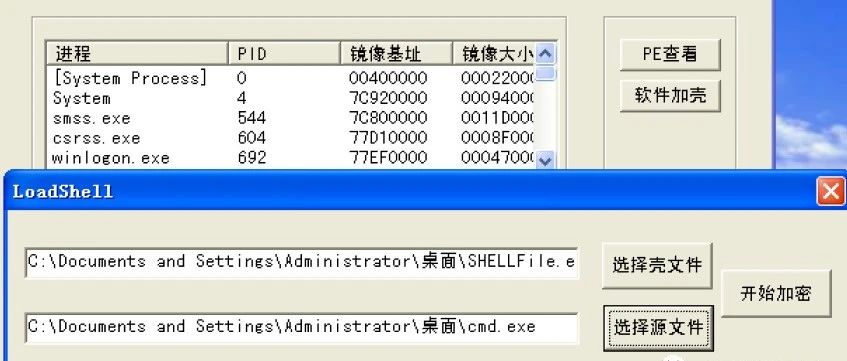 进程 PID 镜像基址 镜像大小
PE查看
[System Process] 0 00400000 00022000
System 4 7C920000 00094000
软件加壳
smss.exe 544 7C800000 0011D000
csrss.exe 604 77D10000 0008F000
winlogon.exe 692 77EF0000 00047000
LoadShell
C:\Documents and Settings\Administrator\桌面\SHELLFile.e
选择壳文件
开始加密
C:\Documents and Settings\Administrator\桌面\cmd.exe
选择源文件